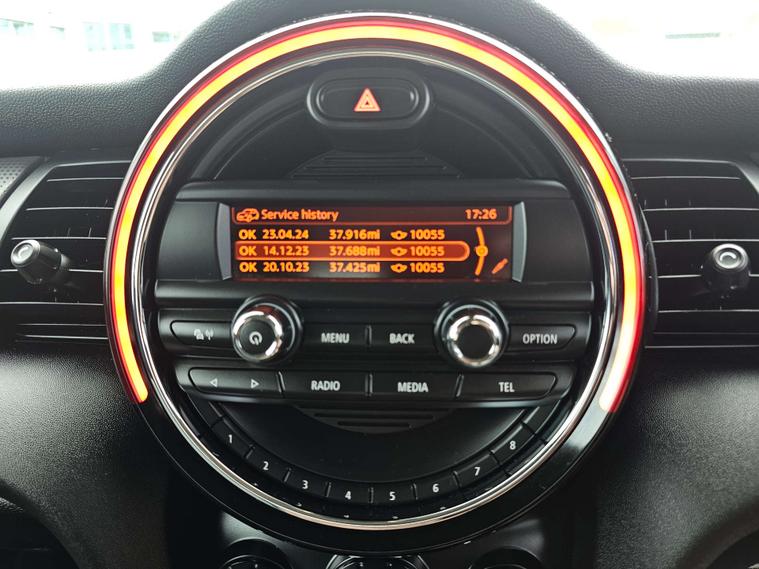 Service history 17:26
OK 23.04.24 37.916mi 10055
OK 14.12.23 37.688mi 10055
OK 20.10.23 37.425mi 10055
MENU BACK OPTION
RADIO MEDIA TEL
1 2 3 4 5 6 7 8